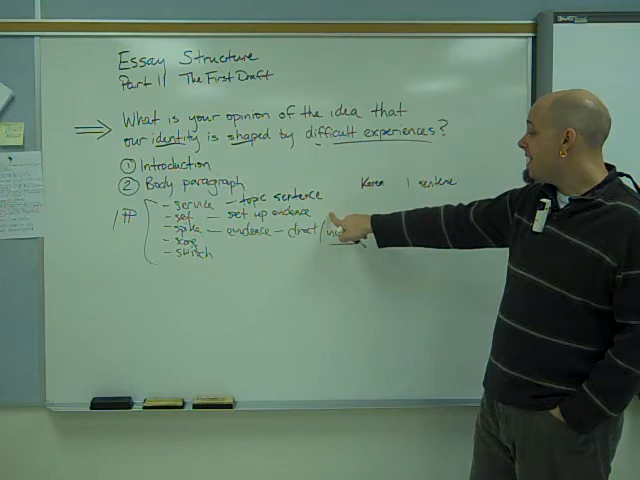 Essay Structure
Part II The First Draft
What is your opinion of the idea that
our identity is shaped by difficult experiences?
① Introduction
② Body paragraph
Karen 1 sentence
- service - topic sentence
- set - set up evidence
- spike - evidence - direct /
- score
- switch